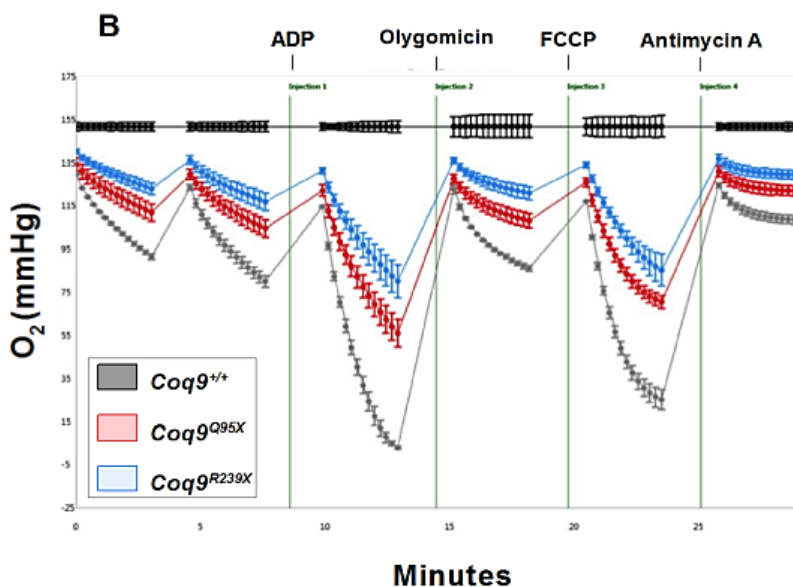 B
ADP
Olygomicin
FCCP
Antimycin A
Injection 1
Injection 2
Injection 3
Injection 4
175
155
135
115
95
75
55
35
15
-5
-25
O2 (mmHg)
Coq9+/+
Coq9Q95X
Coq9R239X
0
5
10
15
20
25
Minutes